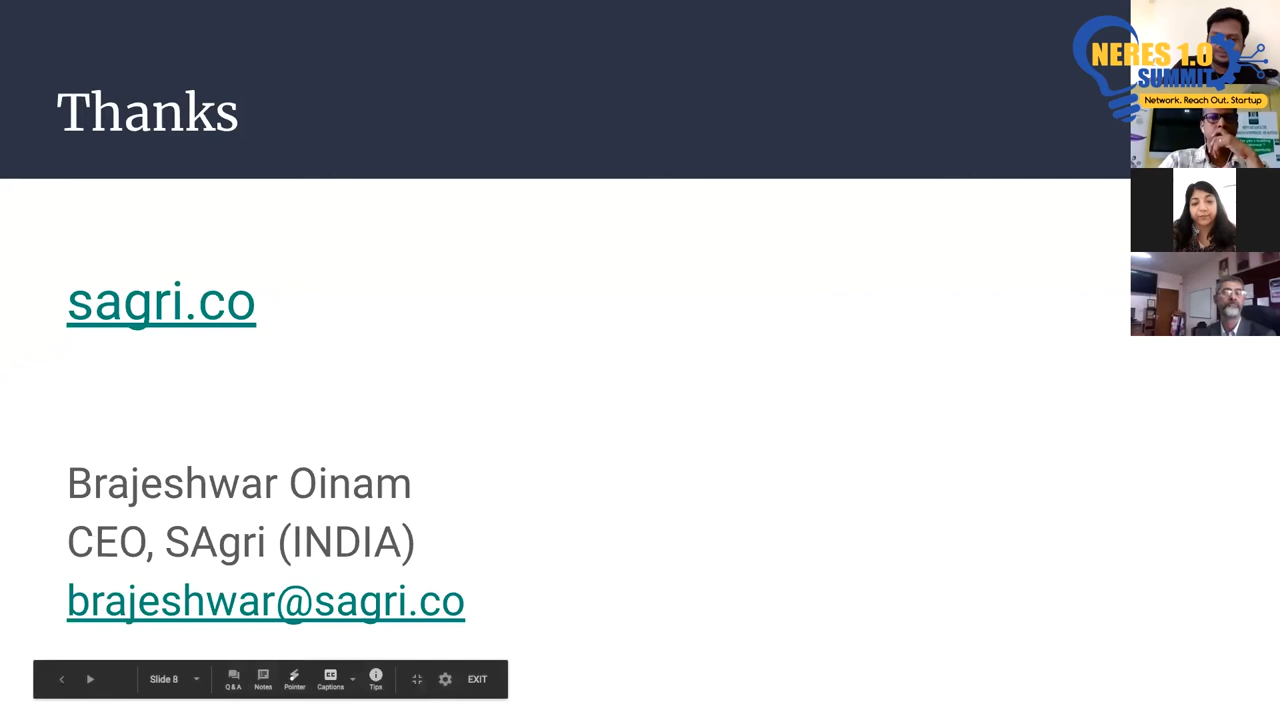 Thanks
NERES 1.0
SUMMIT
Network. Reach Out. Startup
sagri.co
Brajeshwar Oinam
CEO, SAgri (INDIA)
brajeshwar@sagri.co
Slide 8
Q & A
Notes
Pointer
Captions
Tips
EXIT